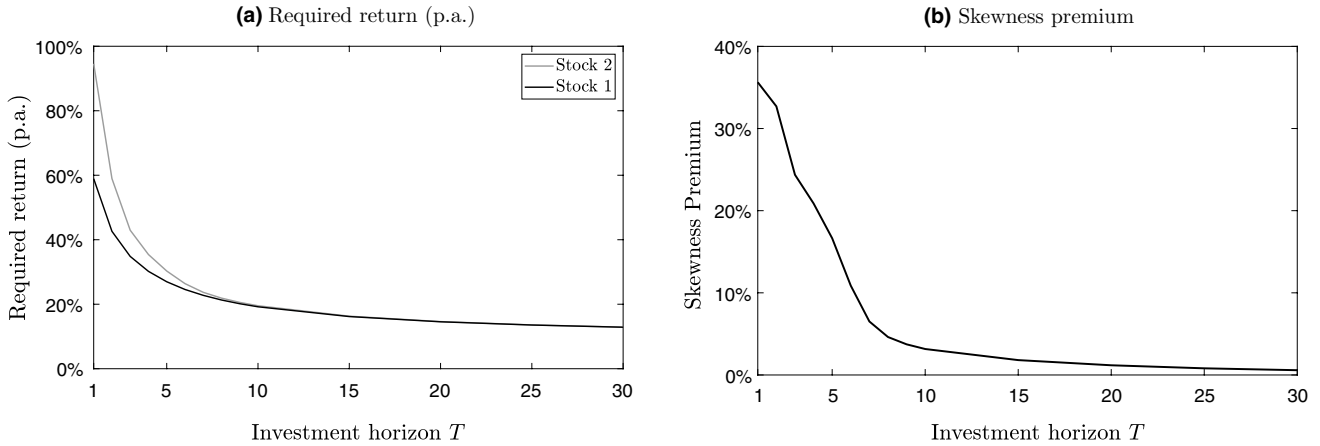 (a) Required return (p.a.)
Required return (p.a.)
100%
80%
60%
40%
20%
0%
Stock 2
Stock 1
1 5 10 15 20 25 30
Investment horizon T
(b) Skewness premium
Skewness Premium
40%
30%
20%
10%
0%
1 5 10 15 20 25 30
Investment horizon T